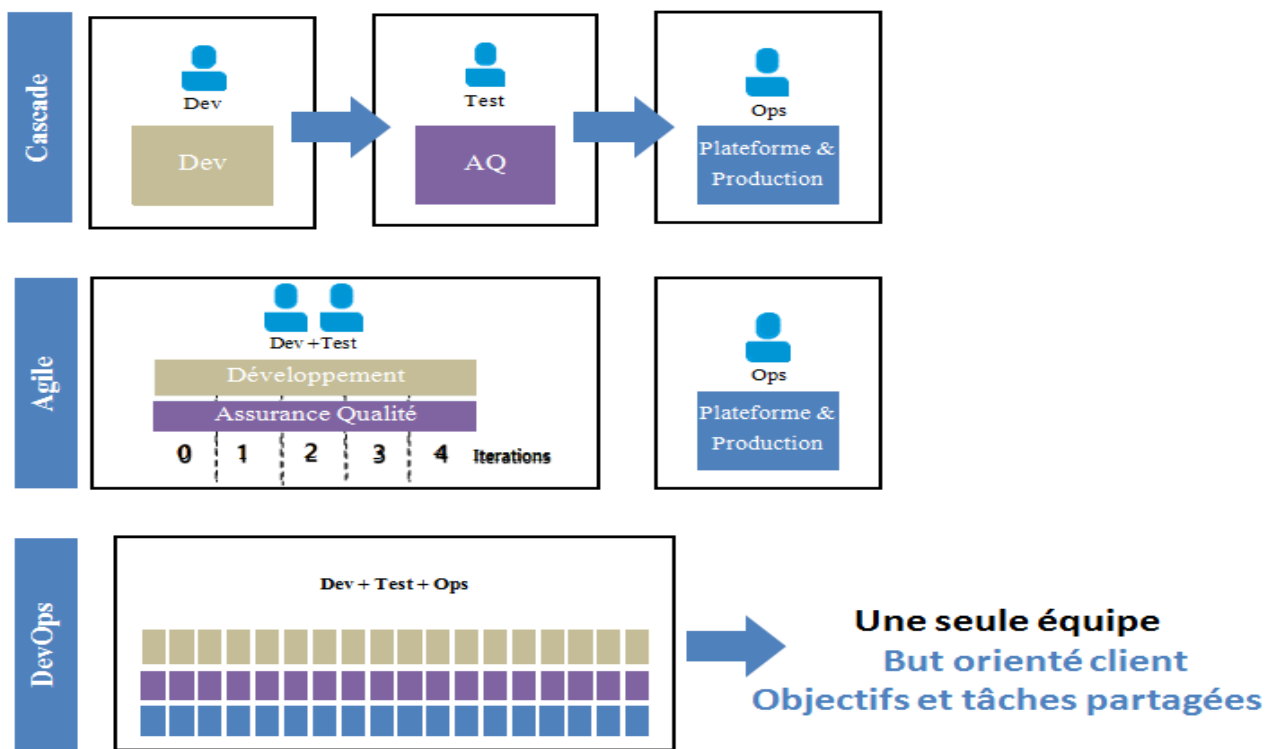 Cascade
Dev
Dev
Test
AQ
Ops
Plateforme &
Production
Agile
Dev +Test
Développement
Assurance Qualité
0 1 2 3 4 Iterations
Ops
Plateforme &
Production
DevOps
Dev + Test + Ops
Une seule équipe
But orienté client
Objectifs et tâches partagées